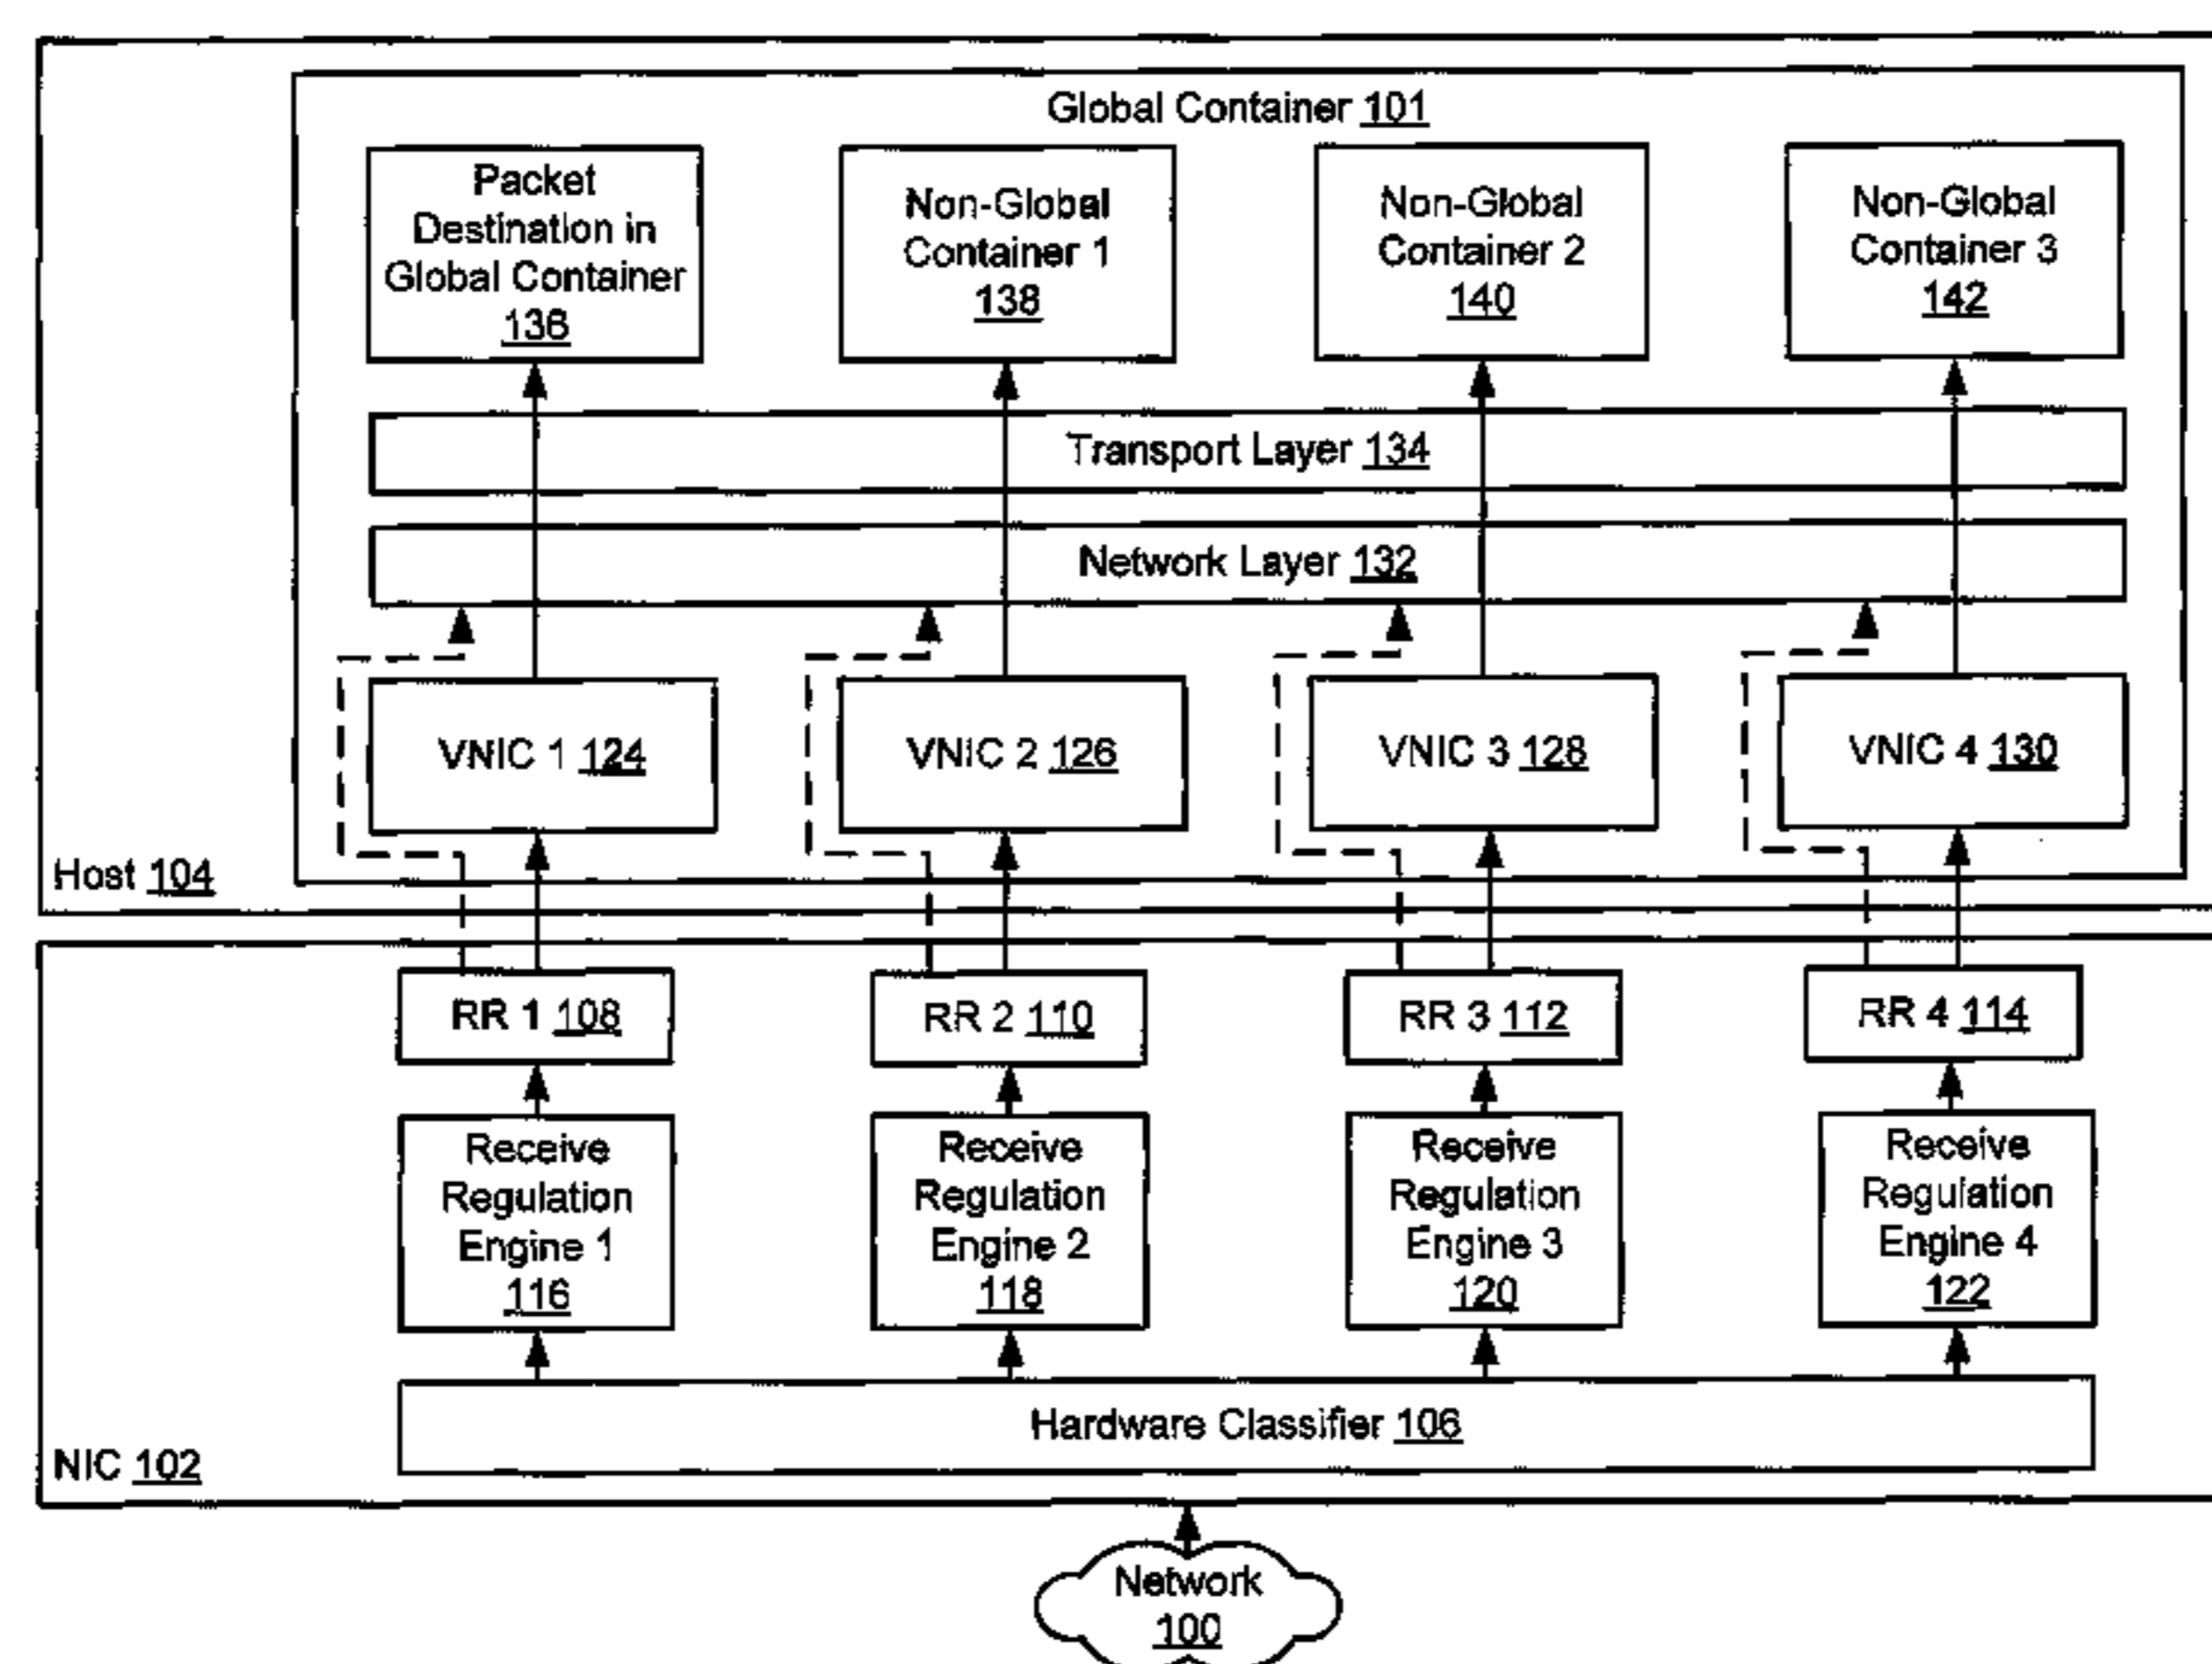 Global Container 101
Packet
Destination in
Global Container
136
Non-Global
Container 1
138
Non-Global
Container 2
140
Non-Global
Container 3
142
Transport Layer 134
Network Layer 132
VNIC 1 124
VNIC 2 126
VNIC 3 128
VNIC 4 130
Host 104
RR 1 108
RR 2 110
RR 3 112
RR 4 114
Receive
Regulation
Engine 1
116
Receive
Regulation
Engine 2
118
Receive
Regulation
Engine 3
120
Receive
Regulation
Engine 4
122
Hardware Classifier 106
NIC 102
Network
100